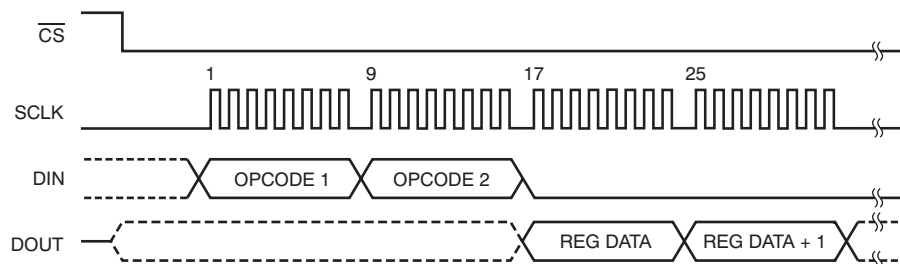 CS
1 9 17 25
SCLK
DIN OPCODE 1 OPCODE 2
DOUT REG DATA REG DATA + 1